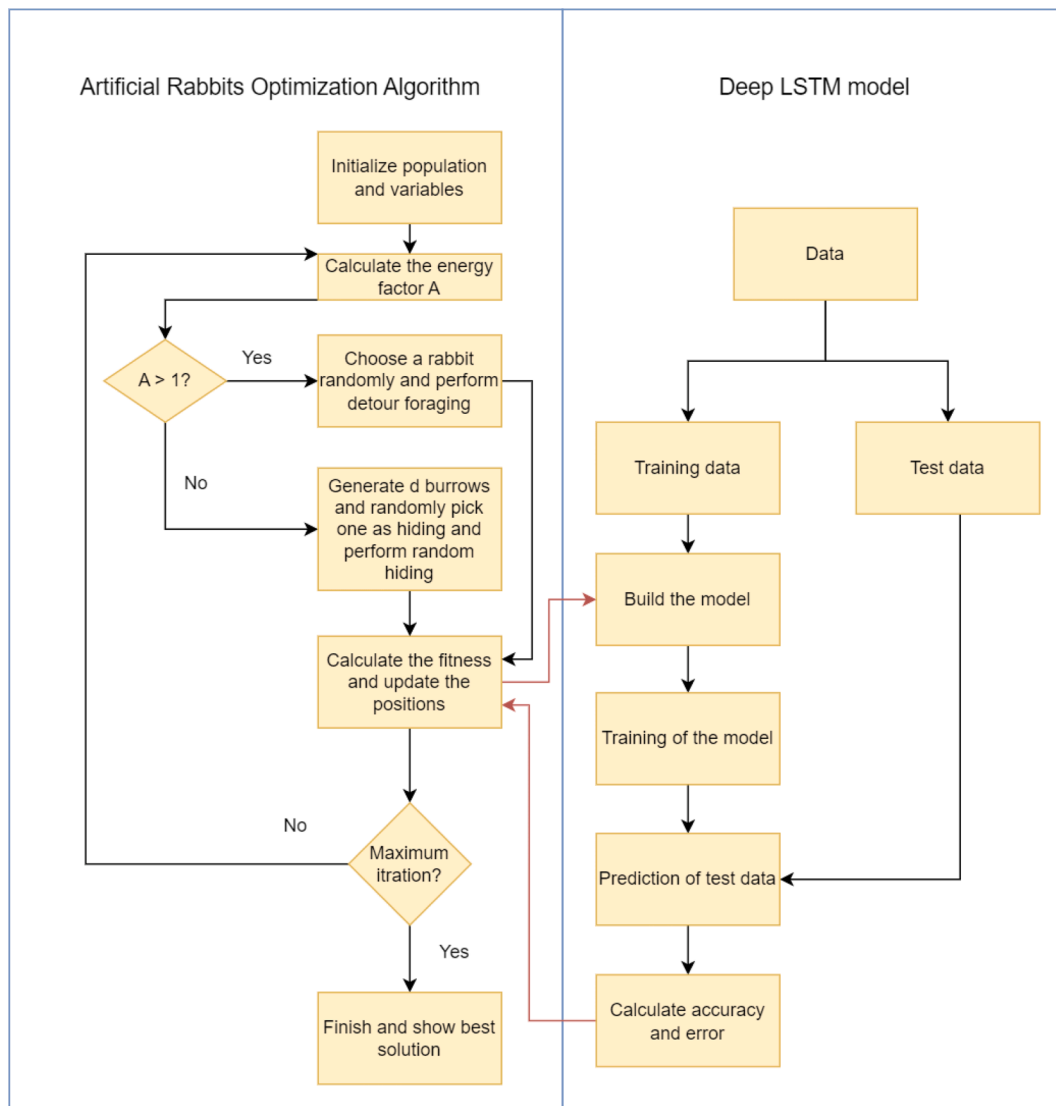 Artificial Rabbits Optimization Algorithm
Initialize population
and variables
Calculate the energy
factor A
A > 1?
Yes
Choose a rabbit
randomly and perform
detour foraging
No
Generate d burrows
and randomly pick
one as hiding and
perform random
hiding
Calculate the fitness
and update the
positions
No
Maximum
itration?
Yes
Finish and show best
solution
Deep LSTM model
Data
Training data
Test data
Build the model
Training of the model
Prediction of test data
Calculate accuracy
and error